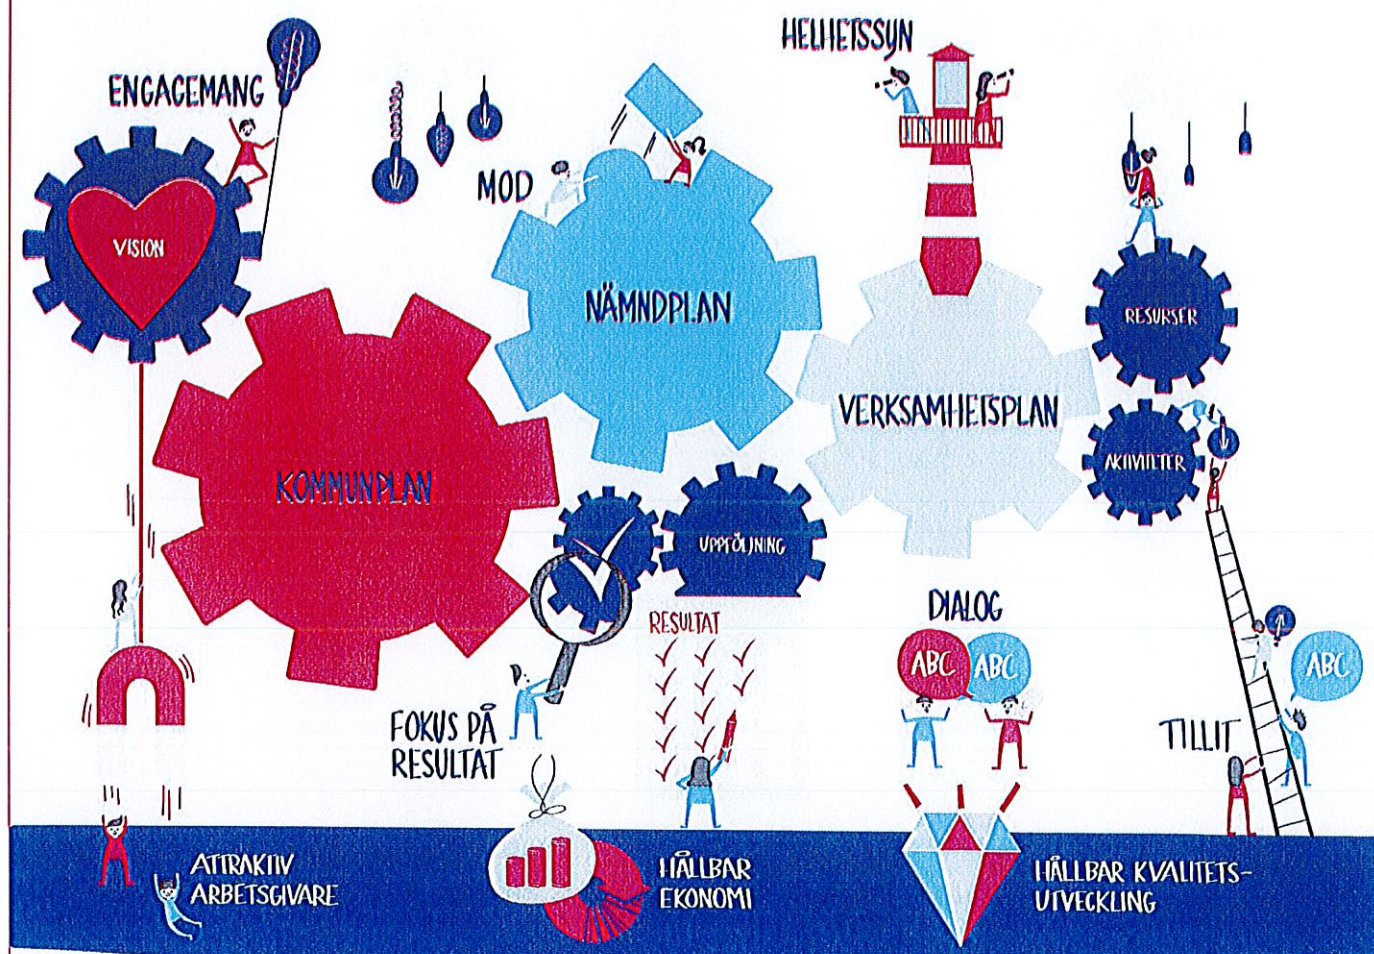 HELHETSSYN
ENGAGEMANG
MOD
VISION
NÄMNDPLAN
RESURSER
VERKSAMHETSPLAN
AKTIVITETER
KOMMUNPLAN
UPPFÖLJNING
RESULTAT
DIALOG
ABC
ABC
ABC
FOKUS PÅ
RESULTAT
TILLIT
ATTRAKTIV
ARBETSGIVARE
HÅLLBAR
EKONOMI
HÅLLBAR KVALITETS-
UTVECKLING